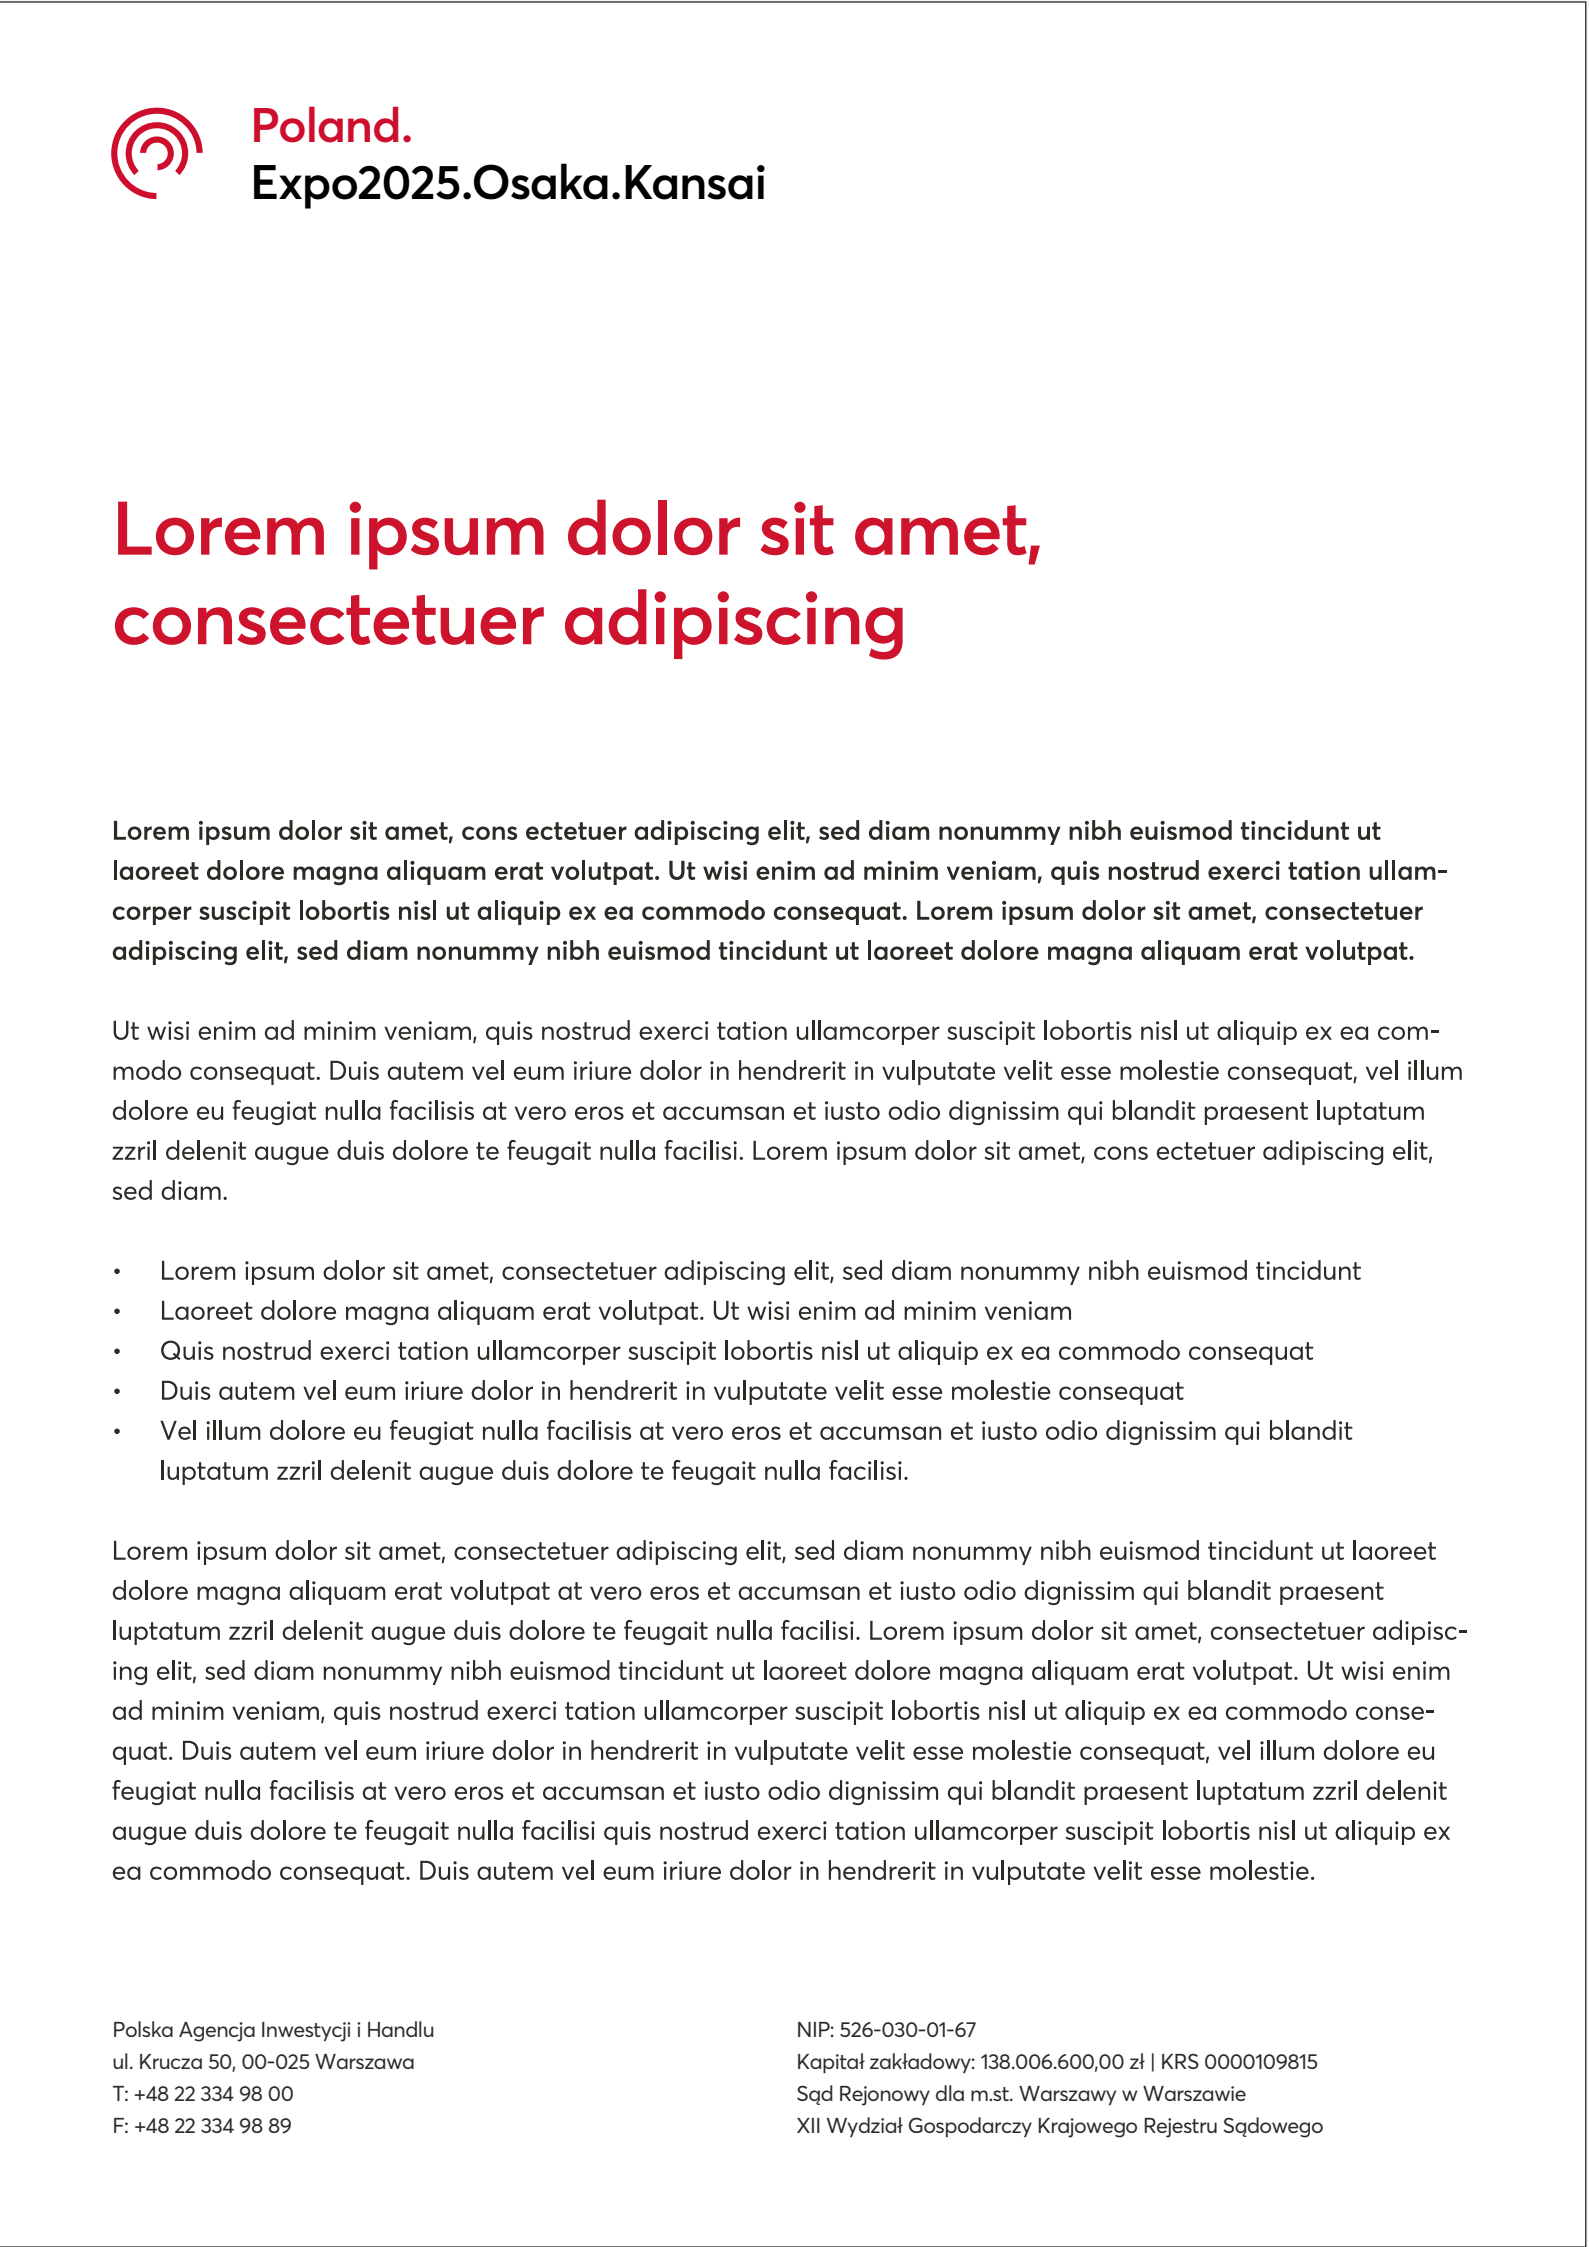 Poland.
Expo2025.Osaka.Kansai
Lorem ipsum dolor sit amet,
consectetuer adipiscing
Lorem ipsum dolor sit amet, cons ectetuer adipiscing elit, sed diam nonummy nibh euismod tincidunt ut
laoreet dolore magna aliquam erat volutpat. Ut wisi enim ad minim veniam, quis nostrud exerci tation ullam-
corper suscipit lobortis nisl ut aliquip ex ea commodo consequat. Lorem ipsum dolor sit amet, consectetuer
adipiscing elit, sed diam nonummy nibh euismod tincidunt ut laoreet dolore magna aliquam erat volutpat.
Ut wisi enim ad minim veniam, quis nostrud exerci tation ullamcorper suscipit lobortis nisl ut aliquip ex ea com-
modo consequat. Duis autem vel eum iriure dolor in hendrerit in vulputate velit esse molestie consequat, vel illum
dolore eu feugiat nulla facilisis at vero eros et accumsan et iusto odio dignissim qui blandit praesent luptatum
zzril delenit augue duis dolore te feugait nulla facilisi. Lorem ipsum dolor sit amet, cons ectetuer adipiscing elit,
sed diam.
• Lorem ipsum dolor sit amet, consectetuer adipiscing elit, sed diam nonummy nibh euismod tincidunt
• Laoreet dolore magna aliquam erat volutpat. Ut wisi enim ad minim veniam
• Quis nostrud exerci tation ullamcorper suscipit lobortis nisl ut aliquip ex ea commodo consequat
• Duis autem vel eum iriure dolor in hendrerit in vulputate velit esse molestie consequat
• Vel illum dolore eu feugiat nulla facilisis at vero eros et accumsan et iusto odio dignissim qui blandit
luptatum zzril delenit augue duis dolore te feugait nulla facilisi.
Lorem ipsum dolor sit amet, consectetuer adipiscing elit, sed diam nonummy nibh euismod tincidunt ut laoreet
dolore magna aliquam erat volutpat at vero eros et accumsan et iusto odio dignissim qui blandit praesent
luptatum zzril delenit augue duis dolore te feugait nulla facilisi. Lorem ipsum dolor sit amet, consectetuer adipisc-
ing elit, sed diam nonummy nibh euismod tincidunt ut laoreet dolore magna aliquam erat volutpat. Ut wisi enim
ad minim veniam, quis nostrud exerci tation ullamcorper suscipit lobortis nisl ut aliquip ex ea commodo conse-
quat. Duis autem vel eum iriure dolor in hendrerit in vulputate velit esse molestie consequat, vel illum dolore eu
feugiat nulla facilisis at vero eros et accumsan et iusto odio dignissim qui blandit praesent luptatum zzril delenit
augue duis dolore te feugait nulla facilisi quis nostrud exerci tation ullamcorper suscipit lobortis nisl ut aliquip ex
ea commodo consequat. Duis autem vel eum iriure dolor in hendrerit in vulputate velit esse molestie.
Polska Agencja Inwestycji i Handlu
ul. Krucza 50, 00-025 Warszawa
T: +48 22 334 98 00
F: +48 22 334 98 89
NIP: 526-030-01-67
Kapitał zakładowy: 138.006.600,00 zł | KRS 0000109815
Sąd Rejonowy dla m.st. Warszawy w Warszawie
XII Wydział Gospodarczy Krajowego Rejestru Sądowego